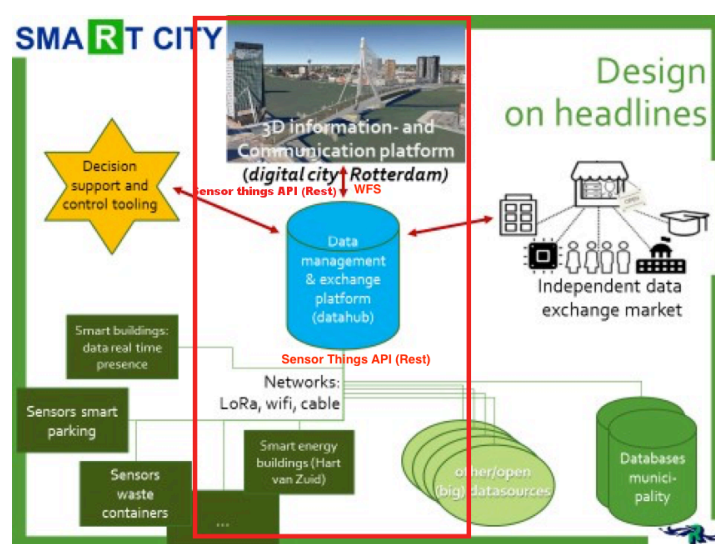 SMART CITY
Design
on headlines
3D information- and
Communication platform
(digital city Rotterdam)
Decision
support and
control tooling
Sensor things API (Rest)
WFS
Data
management
& exchange
platform
(datahub)
OPEN
Independent data
exchange market
Smart buildings:
data real time
presence
Sensor Things API (Rest)
Networks:
LoRa, wifi, cable
Sensors smart
parking
Smart energy
buildings (Hart
van Zuid)
Sensors
waste
containers
...
other/open
(big) datasources
Databases
munici-
pality